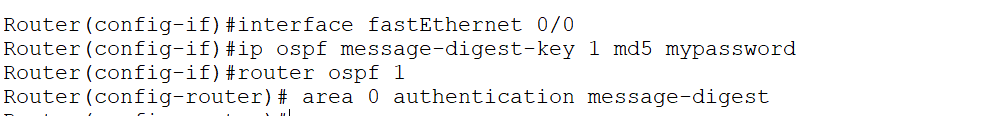 Router(config-if)#interface fastEthernet 0/0
Router(config-if)#ip ospf message-digest-key 1 md5 mypassword
Router(config-if)#router ospf 1
Router(config-router)# area 0 authentication message-digest